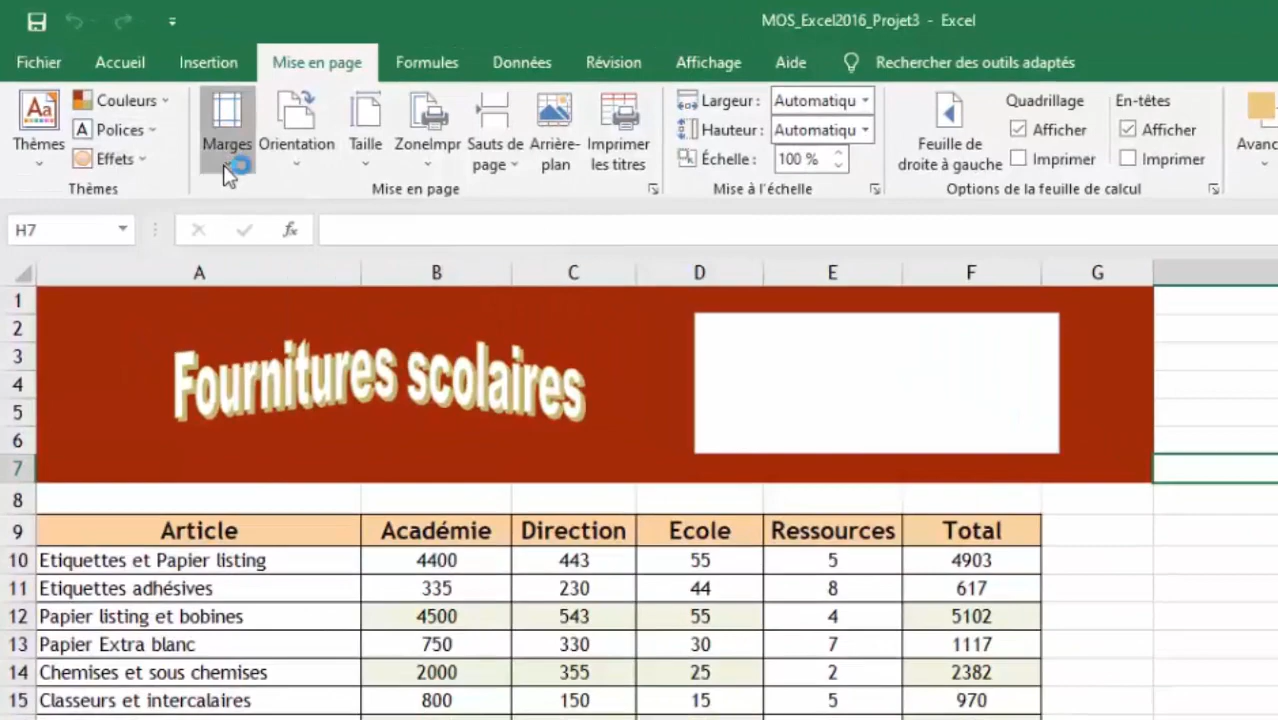 MOS_Excel2016_Projet3 - Excel
Fichier Accueil Insertion Mise en page Formules Données Révision Affichage Aide Rechercher des outils adaptés
Aa Couleurs Largeur : Automatiqu Quadrillage En-têtes
A Polices Hauteur : Automatiqu Afficher Afficher
Thèmes Effets Marges Orientation Taille ZoneImpr Sauts de page Arrière-plan Imprimer les titres Échelle : 100 % Feuille de droite à gauche Imprimer Imprimer Avanc
Thèmes Mise en page Mise à l'échelle Options de la feuille de calcul
H7 fx
A B C D E F G
1
2
3
4
5
6
7
Fournitures scolaires
8
9 Article Académie Direction Ecole Ressources Total
10 Etiquettes et Papier listing 4400 443 55 5 4903
11 Etiquettes adhésives 335 230 44 8 617
12 Papier listing et bobines 4500 543 55 4 5102
13 Papier Extra blanc 750 330 30 7 1117
14 Chemises et sous chemises 2000 355 25 2 2382
15 Classeurs et intercalaires 800 150 15 5 970